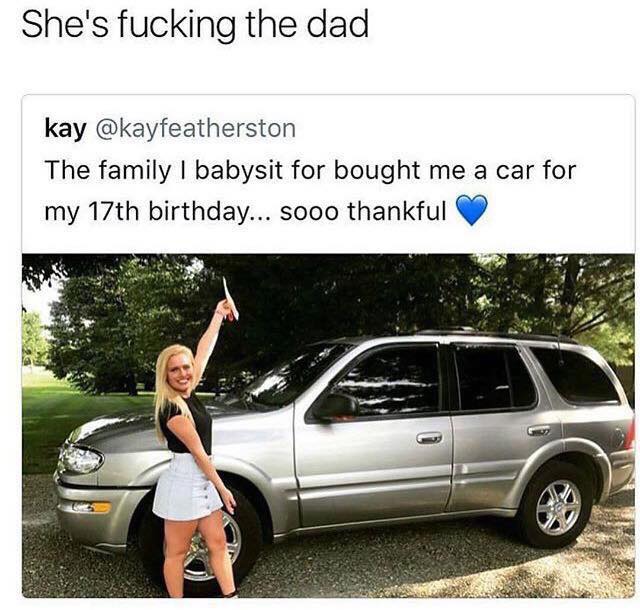 She's fucking the dad
kay @kayfeatherston
The family I babysit for bought me a car for
my 17th birthday... sooo thankful 💙